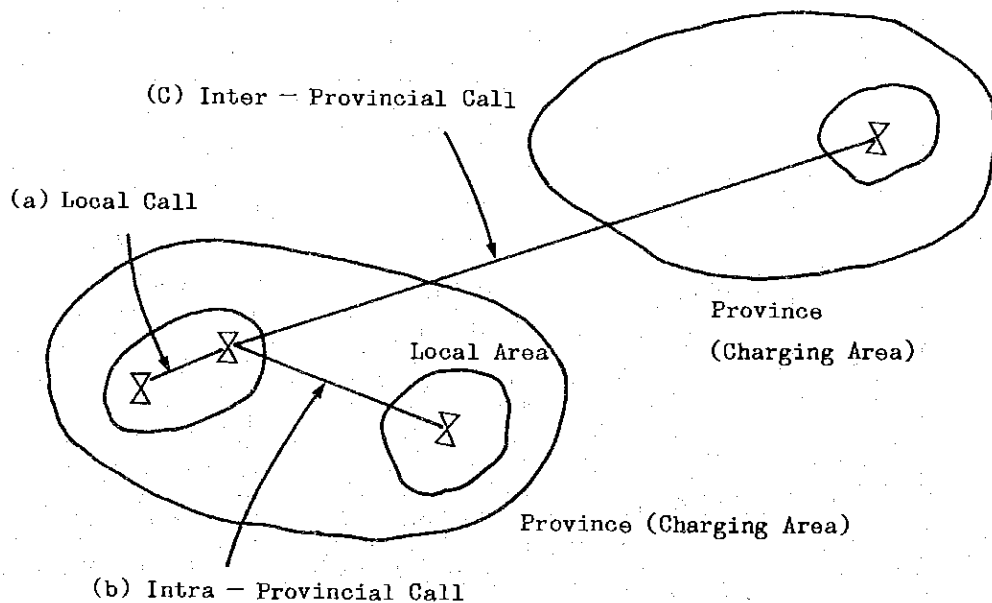 (C) Inter — Provincial Call
(a) Local Call
Province
(Charging Area)
Local Area
Province (Charging Area)
(b) Intra — Provincial Call